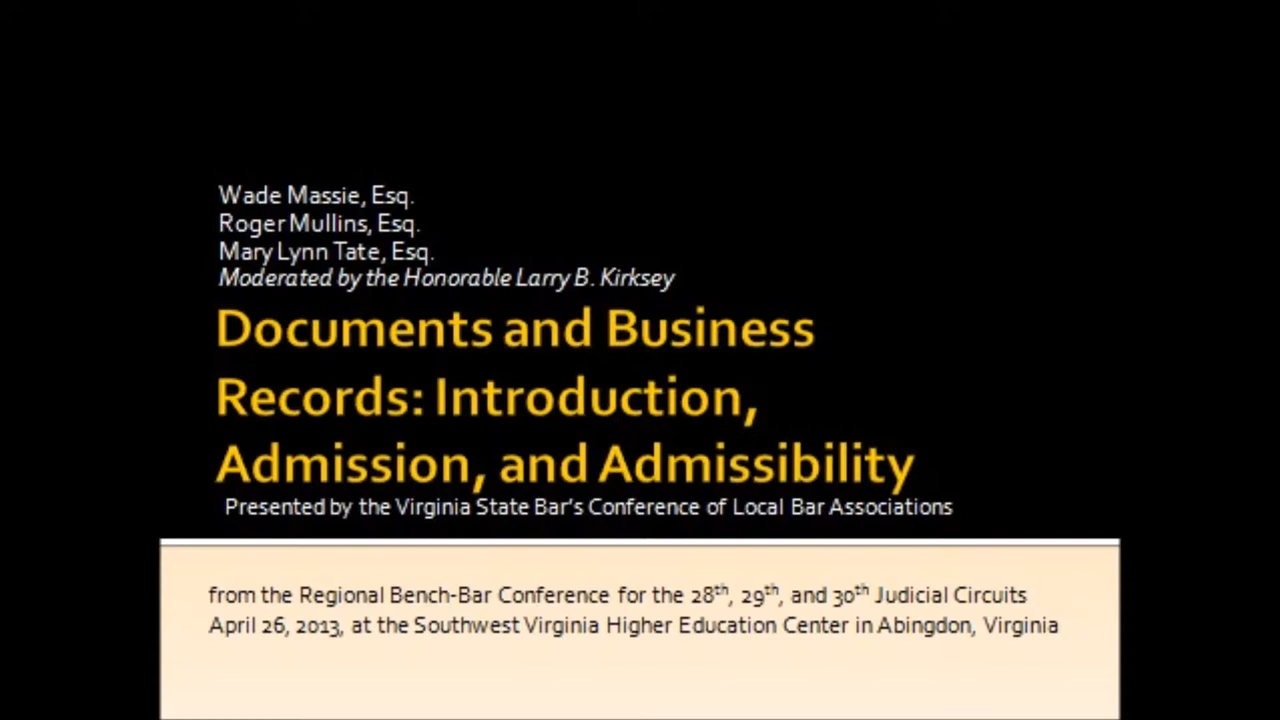 Wade Massie, Esq.
Roger Mullins, Esq.
Mary Lynn Tate, Esq.
Moderated by the Honorable Larry B. Kirksey
Documents and Business
Records: Introduction,
Admission, and Admissibility
Presented by the Virginia State Bar's Conference of Local Bar Associations
from the Regional Bench-Bar Conference for the 28th, 29th, and 30th Judicial Circuits
April 26, 2013, at the Southwest Virginia Higher Education Center in Abingdon, Virginia